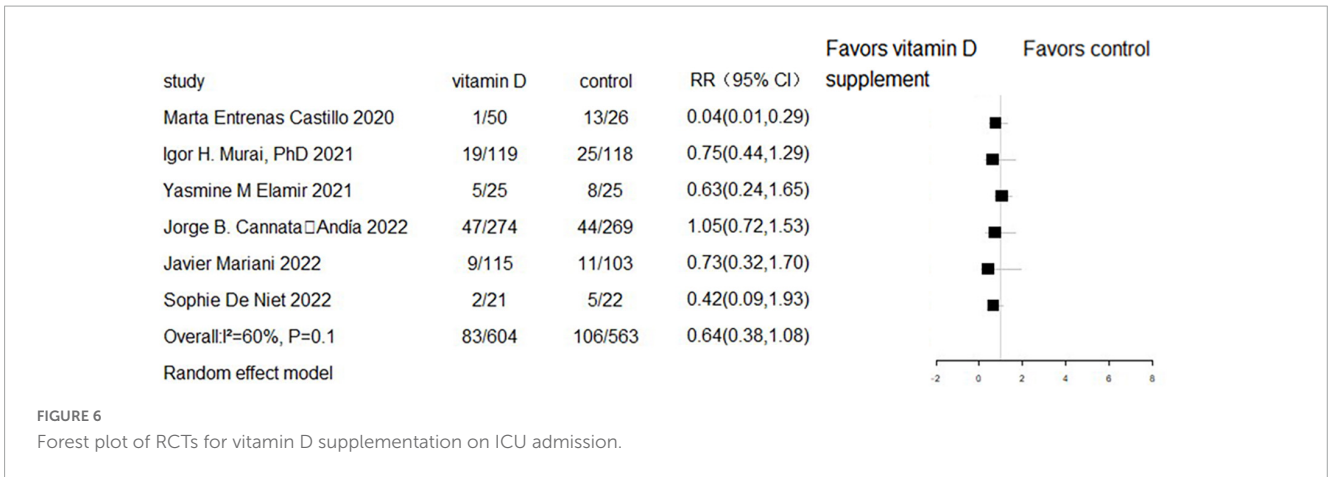 Favors vitamin D Favors control
study vitamin D control RR（95% CI） supplement
Marta Entrenas Castillo 2020 1/50 13/26 0.04(0.01,0.29)
Igor H. Murai, PhD 2021 19/119 25/118 0.75(0.44,1.29)
Yasmine M Elamir 2021 5/25 8/25 0.63(0.24,1.65)
Jorge B. Cannata□Andía 2022 47/274 44/269 1.05(0.72,1.53)
Javier Mariani 2022 9/115 11/103 0.73(0.32,1.70)
Sophie De Niet 2022 2/21 5/22 0.42(0.09,1.93)
Overall:I²=60%, P=0.1 83/604 106/563 0.64(0.38,1.08)
Random effect model
-2 0 2 4 6 8
FIGURE 6
Forest plot of RCTs for vitamin D supplementation on ICU admission.